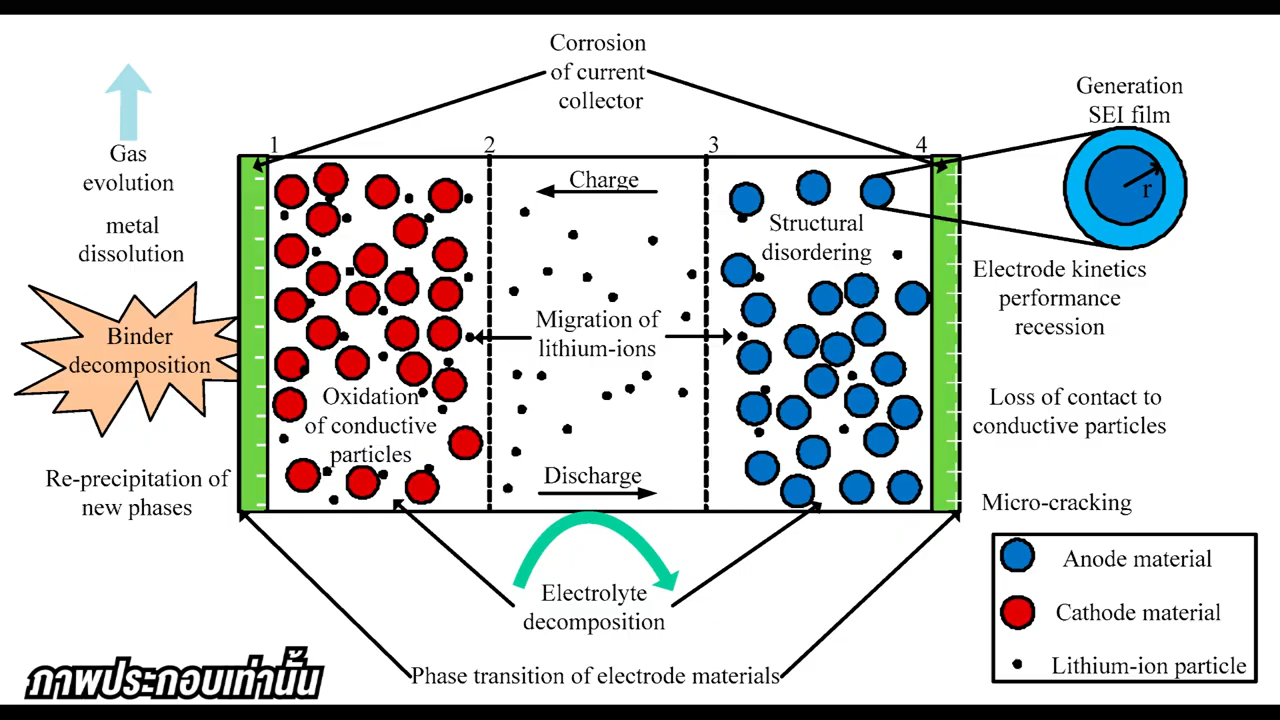 Corrosion
of current
collector
Generation
SEI film
r
1
2
3
4
Gas
evolution
metal
dissolution
Charge
Structural
disordering
Electrode kinetics
performance
recession
Binder
decomposition
Migration of
lithium-ions
Oxidation
of conductive
particles
Loss of contact to
conductive particles
Re-precipitation of
new phases
Discharge
Micro-cracking
Electrolyte
decomposition
Anode material
Cathode material
Lithium-ion particle
Phase transition of electrode materials
ภาพประกอบเท่านั้น